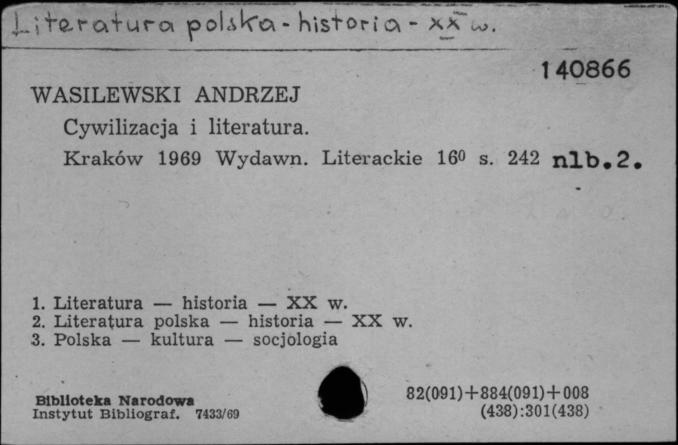 Literatura polska - historia - XX w.
140866
WASILEWSKI ANDRZEJ
Cywilizacja i literatura.
Kraków 1969 Wydawn. Literackie 16⁰ s. 242 nlb.2.
1. Literatura — historia — XX w.
2. Literatura polska — historia — XX w.
3. Polska — kultura — socjologia
Biblioteka Narodowa
Instytut Bibliograf. 7433/69
82(091)+884(091)+008
(438):301(438)